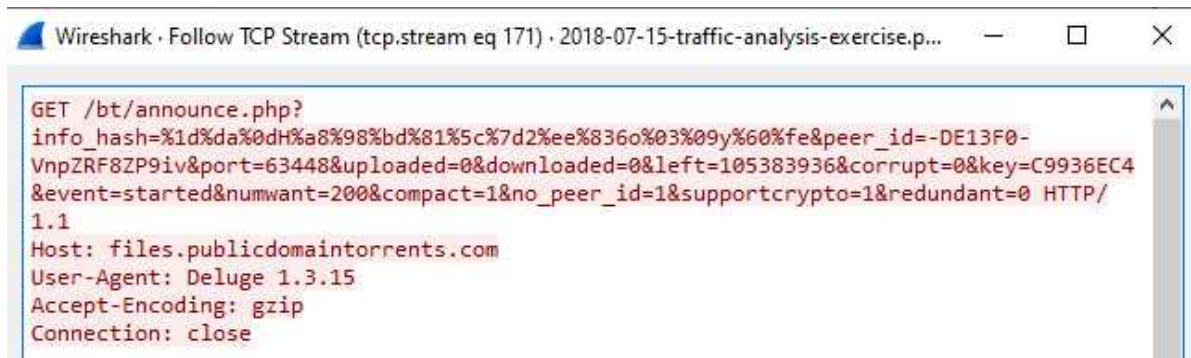 Wireshark · Follow TCP Stream (tcp.stream eq 171) · 2018-07-15-traffic-analysis-exercise.p...
GET /bt/announce.php?
info_hash=%1d%da%0dH%a8%98%bd%81%5c%7d2%ee%836o%03%09y%60%fe&peer_id=-DE13F0-
VnpZRF8ZP9iv&port=63448&uploaded=0&downloaded=0&left=105383936&corrupt=0&key=C9936EC4
&event=started&numwant=200&compact=1&no_peer_id=1&supportcrypto=1&redundant=0 HTTP/
1.1
Host: files.publicdomaintorrents.com
User-Agent: Deluge 1.3.15
Accept-Encoding: gzip
Connection: close